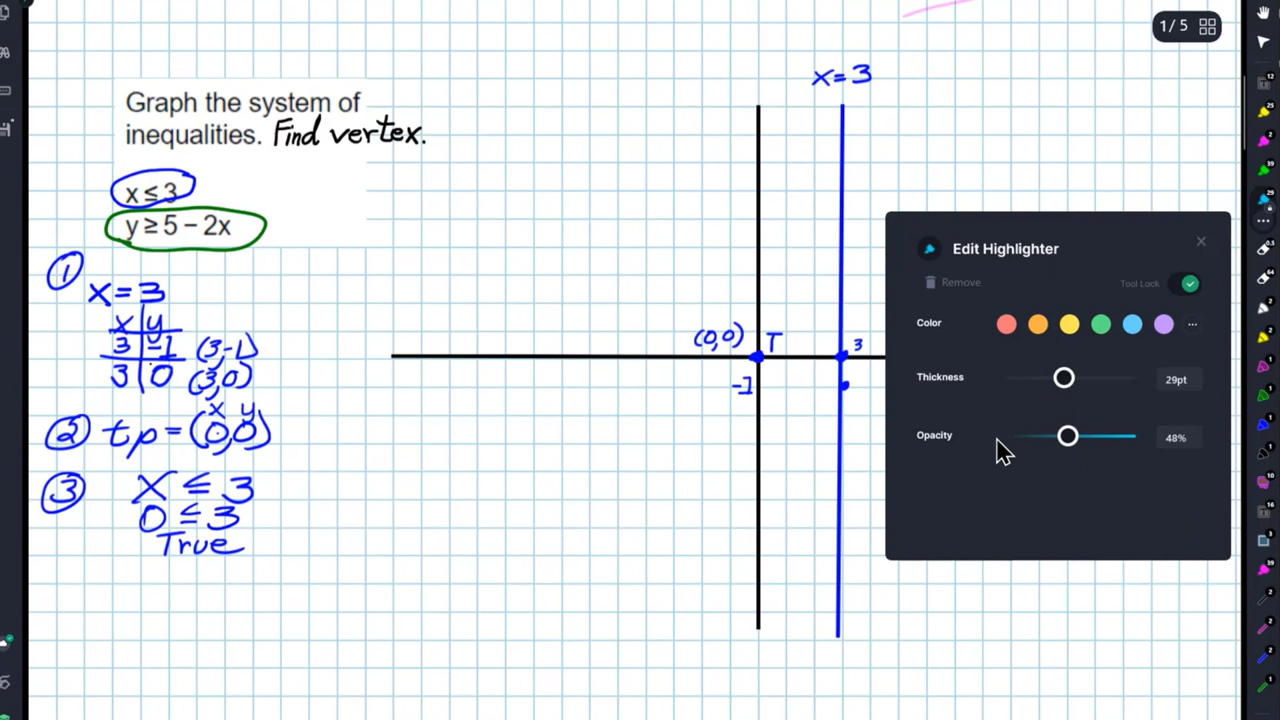 1/5
x=3
Graph the system of
inequalities. Find vertex.
x ≤ 3
y ≥ 5 − 2x
①
x=3
x y
3 -1 (3,-1)
3 0 (3,0)
x y
② tp=(0,0)
③ x ≤ 3
0 ≤ 3
True
(0,0) T 3
-1
Edit Highlighter
Remove Tool Lock
Color
Thickness 29pt
Opacity 48%